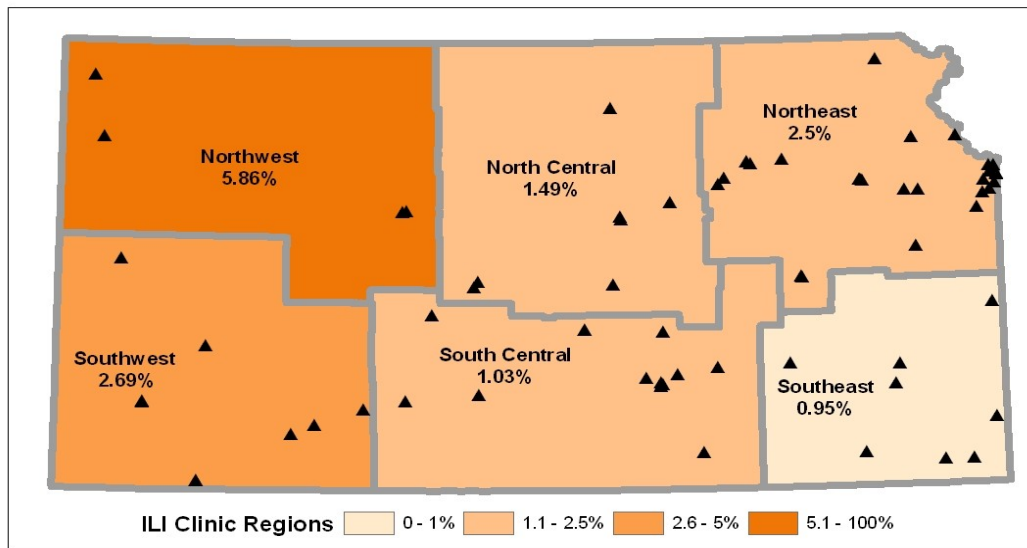 Northwest
5.86%
North Central
1.49%
Northeast
2.5%
Southwest
2.69%
South Central
1.03%
Southeast
0.95%
ILI Clinic Regions 0 - 1% 1.1 - 2.5% 2.6 - 5% 5.1 - 100%